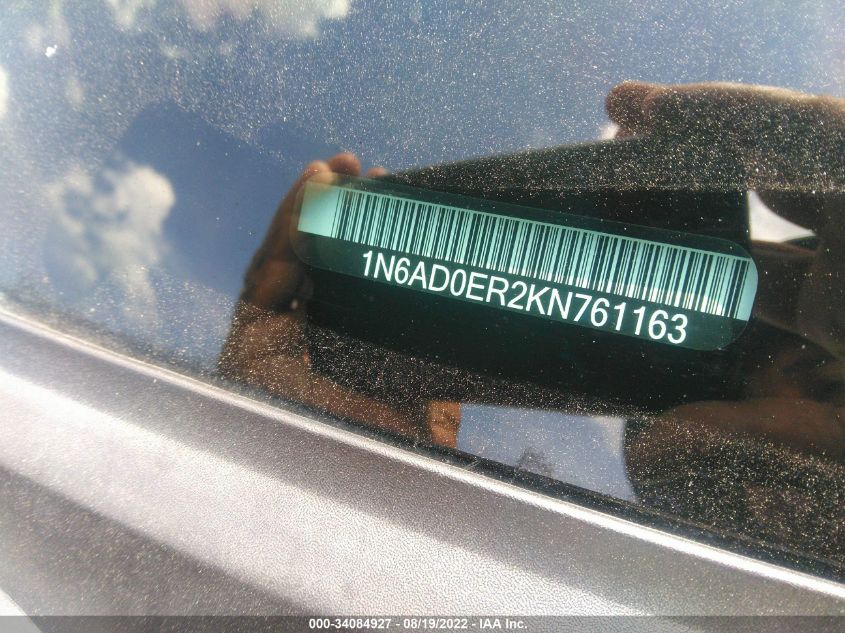 1N6AD0ER2KN761163
000-34084927 - 08/19/2022 - IAA Inc.